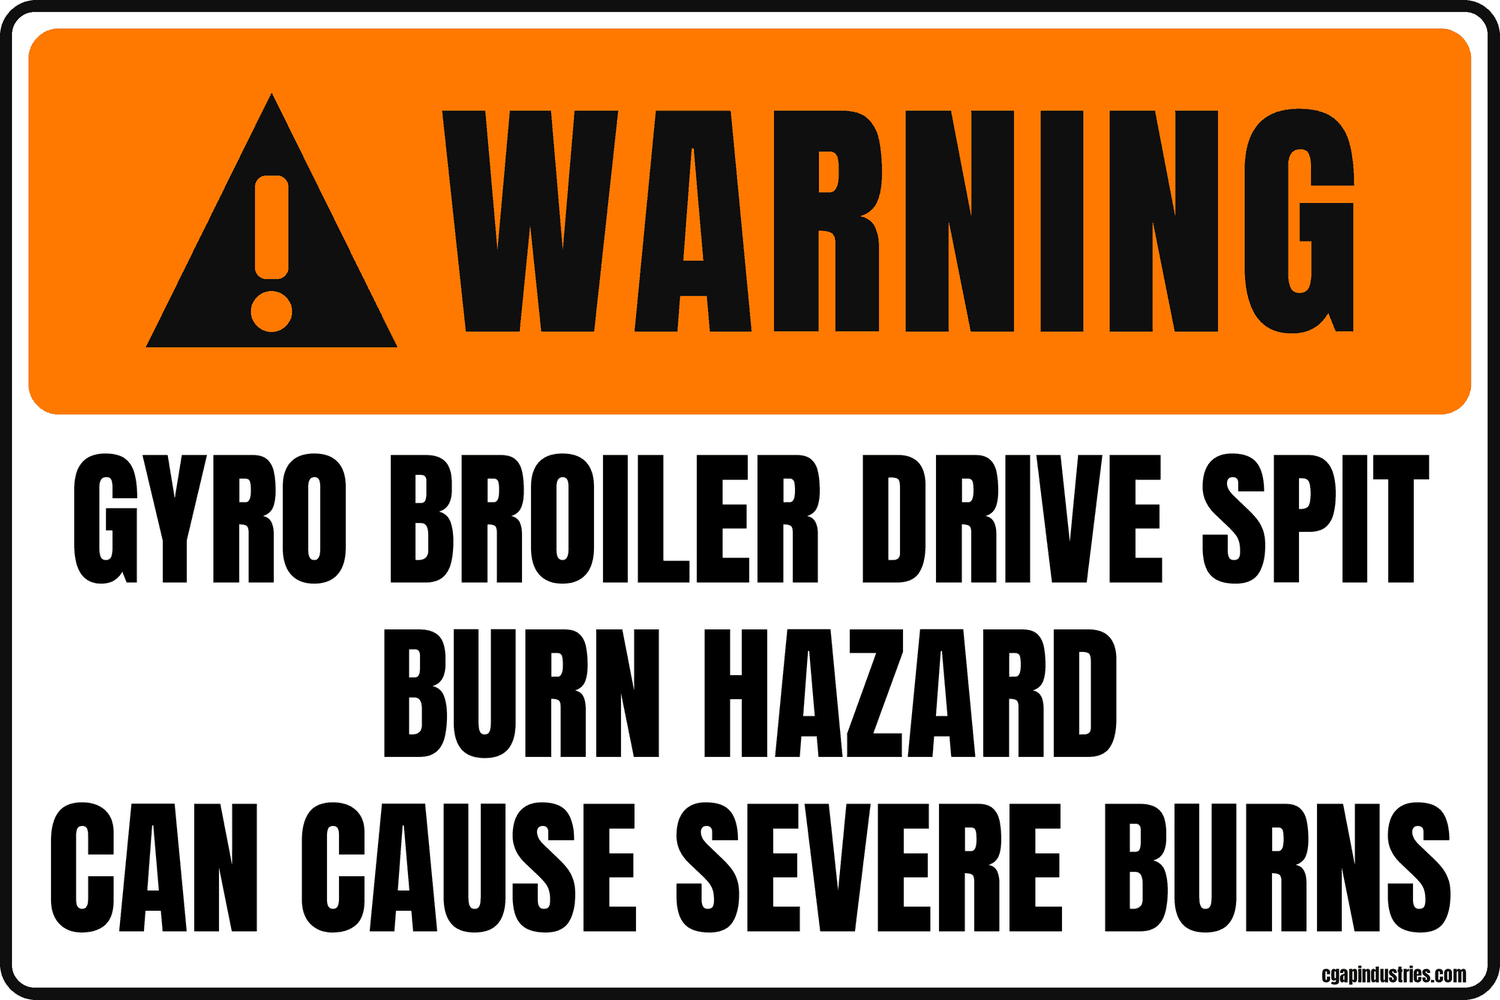 WARNING
GYRO BROILER DRIVE SPIT
BURN HAZARD
CAN CAUSE SEVERE BURNS
cgapindustries.com